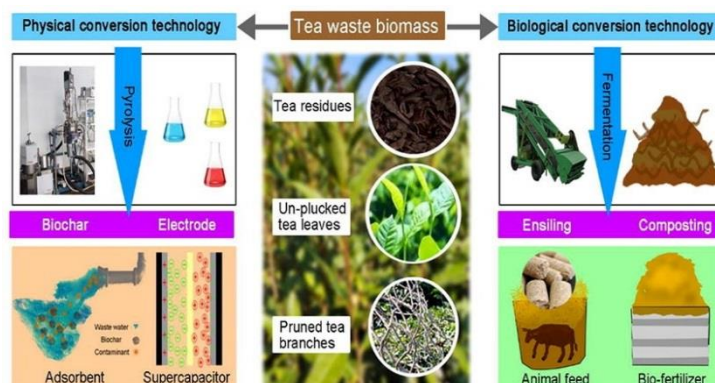 Physical conversion technology
Tea waste biomass
Biological conversion technology
Pyrolysis
Tea residues
Fermentation
Biochar
Electrode
Un-plucked
tea leaves
Ensiling
Composting
Waste water
Biochar
Contaminant
Adsorbent
Supercapacitor
Pruned tea
branches
Animal feed
Bio-fertilizer